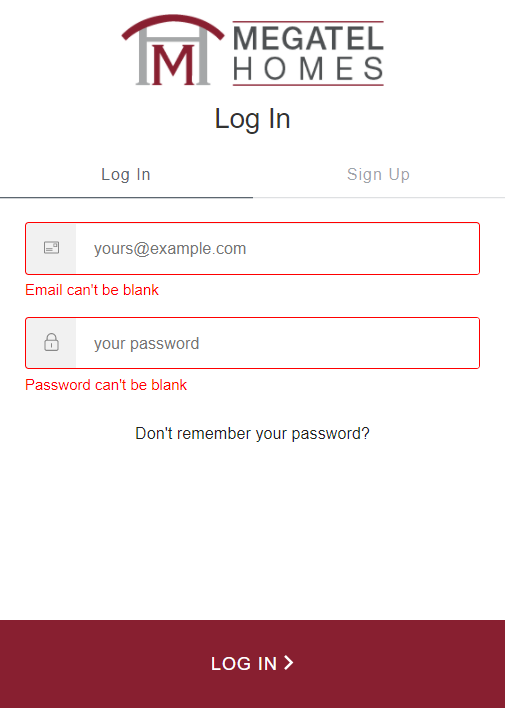 M
MEGATEL
HOMES
Log In
Log In
Sign Up
yours@example.com
Email can't be blank
your password
Password can't be blank
Don't remember your password?
LOG IN